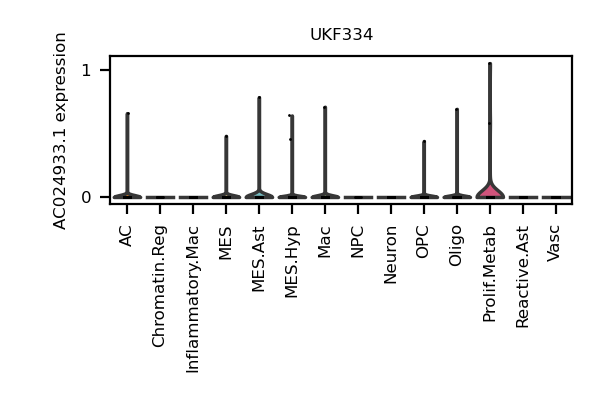 UKF334
AC024933.1 expression
1
0
AC
Chromatin.Reg
Inflammatory.Mac
MES
MES.Ast
MES.Hyp
Mac
NPC
Neuron
OPC
Oligo
Prolif.Metab
Reactive.Ast
Vasc